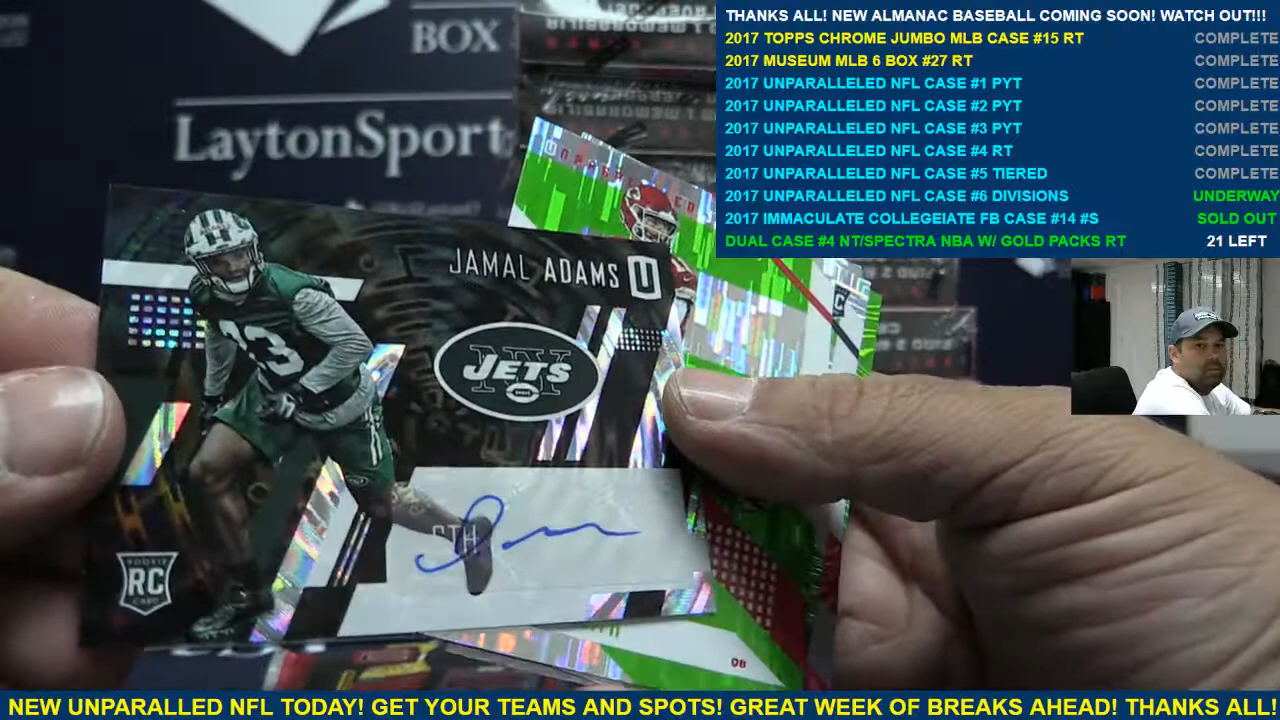 THANKS ALL! NEW ALMANAC BASEBALL COMING SOON! WATCH OUT!!!
2017 TOPPS CHROME JUMBO MLB CASE #15 RT COMPLETE
2017 MUSEUM MLB 6 BOX #27 RT COMPLETE
2017 UNPARALLELED NFL CASE #1 PYT COMPLETE
2017 UNPARALLELED NFL CASE #2 PYT COMPLETE
2017 UNPARALLELED NFL CASE #3 PYT COMPLETE
2017 UNPARALLELED NFL CASE #4 RT COMPLETE
2017 UNPARALLELED NFL CASE #5 TIERED COMPLETE
2017 UNPARALLELED NFL CASE #6 DIVISIONS UNDERWAY
2017 IMMACULATE COLLEGEIATE FB CASE #14 #S SOLD OUT
DUAL CASE #4 NT/SPECTRA NBA W/ GOLD PACKS RT 21 LEFT
BOX
LaytonSport
UNPARALLELED
JAMAL ADAMS U
NY
JETS
33
ROOKIE
RC
CARD
QB
NEW UNPARALLED NFL TODAY! GET YOUR TEAMS AND SPOTS! GREAT WEEK OF BREAKS AHEAD! THANKS ALL!